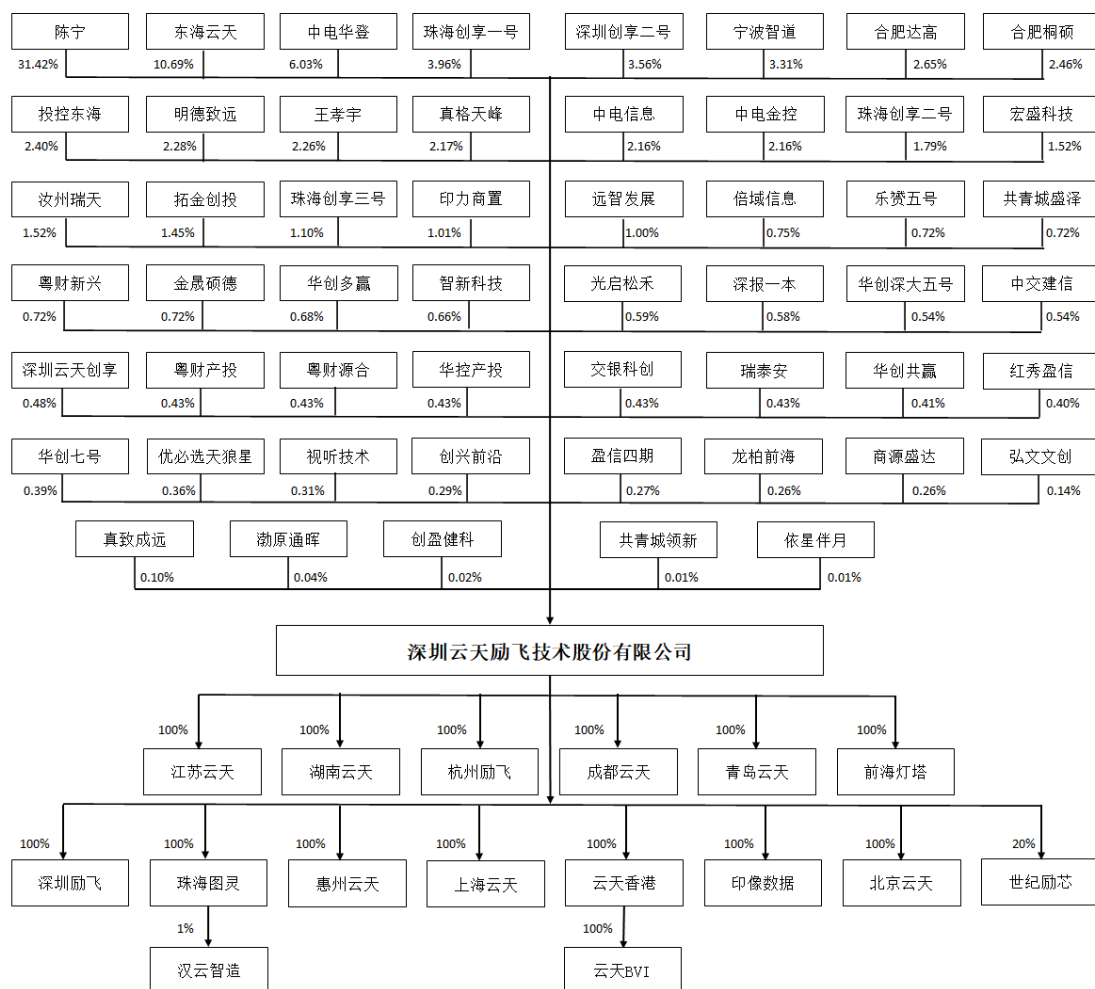 陈宁 东海云天 中电华登 珠海创享一号 深圳创享二号 宁波智道 合肥达高 合肥桐硕
31.42% 10.69% 6.03% 3.96% 3.56% 3.31% 2.65% 2.46%
投控东海 明德致远 王孝宇 真格天峰 中电信息 中电金控 珠海创享二号 宏盛科技
2.40% 2.28% 2.26% 2.17% 2.16% 2.16% 1.79% 1.52%
汝州瑞天 拓金创投 珠海创享三号 印力商置 远智发展 倍域信息 乐赟五号 共青城盛泽
1.52% 1.45% 1.10% 1.01% 1.00% 0.75% 0.72% 0.72%
粤财新兴 金晟硕德 华创多赢 智新科技 光启松禾 深报一本 华创深大五号 中交建信
0.72% 0.72% 0.68% 0.66% 0.59% 0.58% 0.54% 0.54%
深圳云天创享 粤财产投 粤财源合 华控产投 交银科创 瑞泰安 华创共赢 红秀盈信
0.48% 0.43% 0.43% 0.43% 0.43% 0.43% 0.41% 0.40%
华创七号 优必选天狼星 视听技术 创兴前沿 盈信四期 龙柏前海 商源盛达 弘文文创
0.39% 0.36% 0.31% 0.29% 0.27% 0.26% 0.26% 0.14%
真致成远 渤原通晖 创盈健科 共青城领新 依星伴月
0.10% 0.04% 0.02% 0.01% 0.01%
深圳云天励飞技术股份有限公司
100% 100% 100% 100% 100% 100%
江苏云天 湖南云天 杭州励飞 成都云天 青岛云天 前海灯塔
100% 100% 100% 100% 100% 100% 100% 20%
深圳励飞 珠海图灵 惠州云天 上海云天 云天香港 印像数据 北京云天 世纪励芯
1% 100%
汉云智造 云天BVI